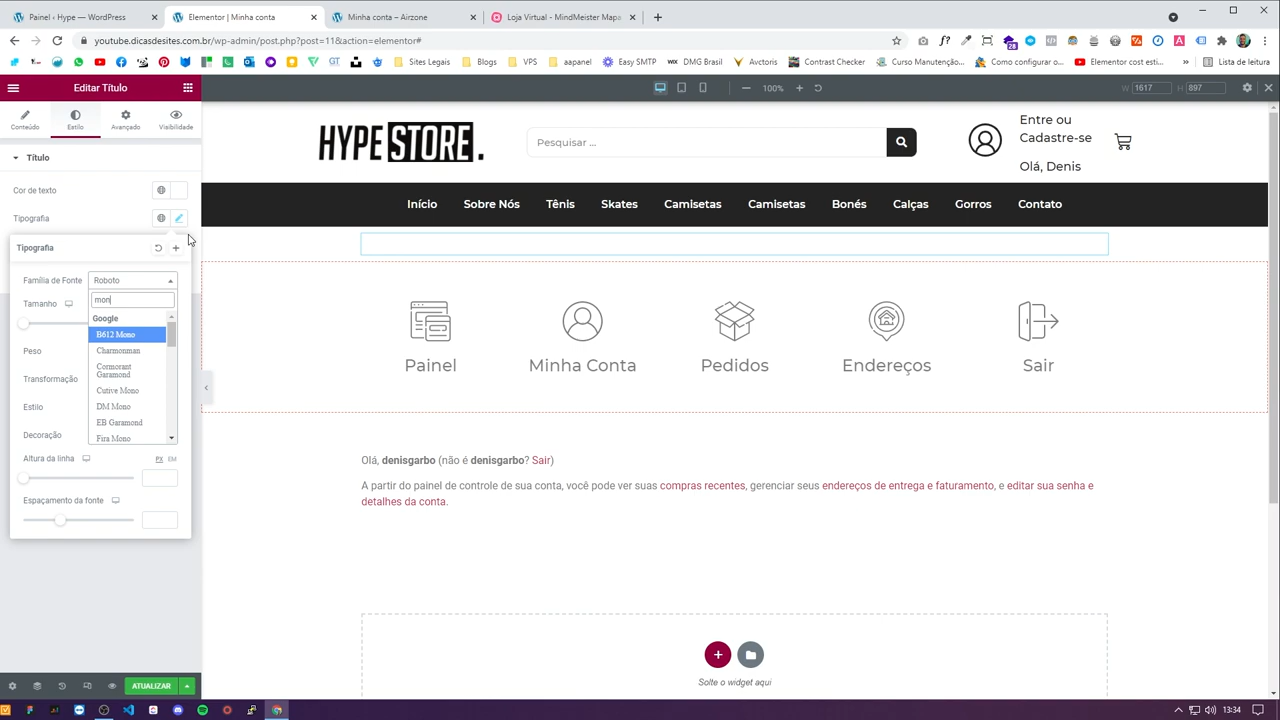 Painel ‹ Hype — WordPress
Elementor | Minha conta
Minha conta – Airzone
Loja Virtual - MindMeister Mapa
youtube.dicasdesites.com.br/wp-admin/post.php?post=11&action=elementor#
28
Sites Legais
Blogs
VPS
aapanel
Easy SMTP
DMG Brasil
Avctoris
Contrast Checker
Curso Manutenção...
Como configurar o...
Elementor cost esti...
Lista de leitura
Editar Título
100%
W 1617
H 897
Conteúdo
Estilo
Avançado
Visibilidade
Título
Cor de texto
Tipografia
Tipografia
Família de Fonte
Roboto
mon
Tamanho
Google
B612 Mono
Charmonman
Cormorant
Garamond
Cutive Mono
DM Mono
EB Garamond
Fira Mono
Peso
Transformação
Estilo
Decoração
Altura da linha
PX EM
Espaçamento da fonte
ATUALIZAR
HYPE STORE.
Pesquisar ...
Entre ou
Cadastre-se
Olá, Denis
Início
Sobre Nós
Tênis
Skates
Camisetas
Camisetas
Bonés
Calças
Gorros
Contato
Painel
Minha Conta
Pedidos
Endereços
Sair
Olá, denisgarbo (não é denisgarbo? Sair)
A partir do painel de controle de sua conta, você pode ver suas compras recentes, gerenciar seus endereços de entrega e faturamento, e editar sua senha e
detalhes da conta.
Solte o widget aqui
13:34